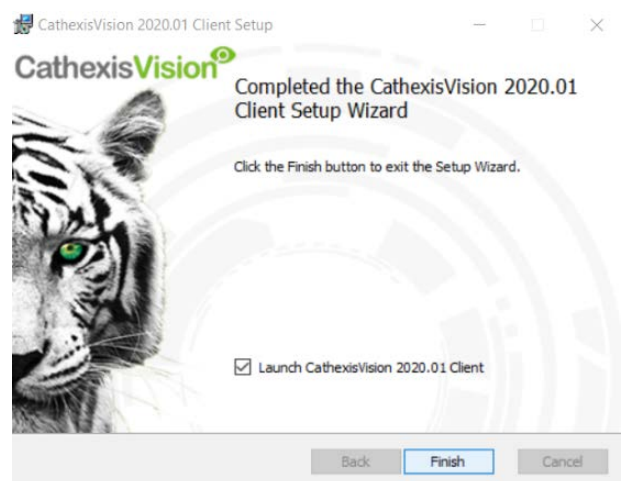 CathexisVision 2020.01 Client Setup
CathexisVision
Completed the CathexisVision 2020.01
Client Setup Wizard
Click the Finish button to exit the Setup Wizard.
Launch CathexisVision 2020.01 Client
Back Finish Cancel